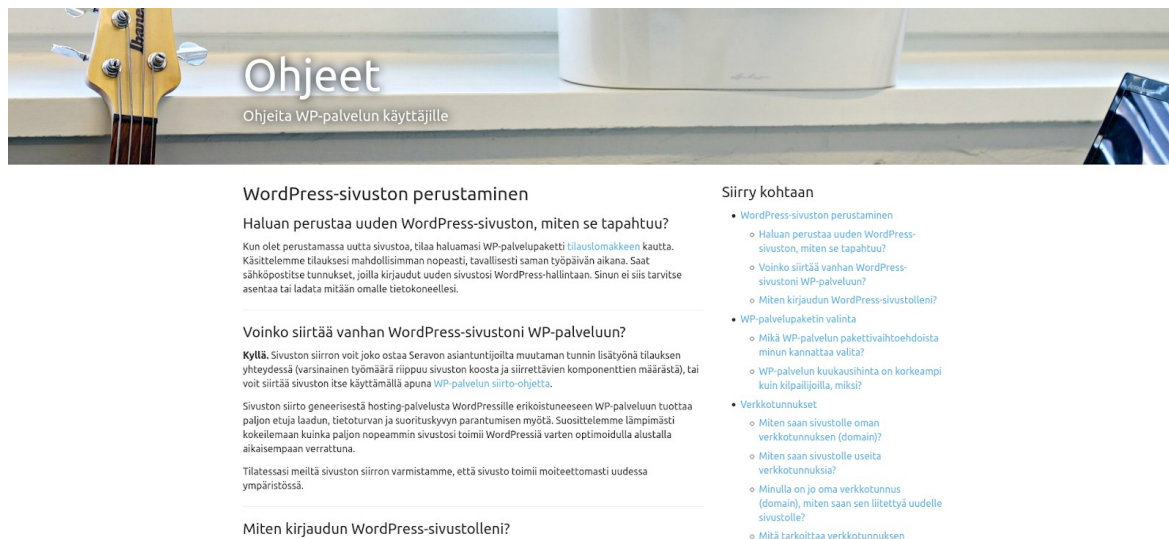 Ibanez
Ohjeet
Ohjeita WP-palvelun käyttäjille
WordPress-sivuston perustaminen
Haluan perustaa uuden WordPress-sivuston, miten se tapahtuu?
Kun olet perustamassa uutta sivustoa, tilaa haluamasi WP-palvelupaketti tilauslomakkeen kautta.
Käsittelemme tilauksesi mahdollisimman nopeasti, tavallisesti saman työpäivän aikana. Saat
sähköpostitse tunnukset, joilla kirjaudut uuden sivustosi WordPress-hallintaan. Sinun ei siis tarvitse
asentaa tai ladata mitään omalle tietokoneellesi.
Voinko siirtää vanhan WordPress-sivustoni WP-palveluun?
Kyllä. Sivuston siirron voit joko ostaa Seravon asiantuntijoilta muutaman tunnin lisätyönä tilauksen
yhteydessä (varsinainen työmäärä riippuu sivuston koosta ja siirrettävien komponenttien määrästä), tai
voit siirtää sivuston itse käyttämällä apuna WP-palvelun siirto-ohjetta.
Sivuston siirto geneerisestä hosting-palvelusta WordPressille erikoistuneeseen WP-palveluun tuottaa
paljon etuja laadun, tietoturvan ja suorituskyvyn parantumisen myötä. Suosittelemme lämpimästi
kokeilemaan kuinka paljon nopeammin sivustosi toimii WordPressiä varten optimoidulla alustalla
aikaisempaan verrattuna.
Tilatessasi meiltä sivuston siirron varmistamme, että sivusto toimii moiteettomasti uudessa
ympäristössä.
Miten kirjaudun WordPress-sivustolleni?
Siirry kohtaan
WordPress-sivuston perustaminen
Haluan perustaa uuden WordPress-
sivuston, miten se tapahtuu?
Voinko siirtää vanhan WordPress-
sivustoni WP-palveluun?
Miten kirjaudun WordPress-sivustolleni?
WP-palvelupaketin valinta
Mikä WP-palvelun pakettivaihtoehdoista
minun kannattaa valita?
WP-palvelun kuukausihinta on korkeampi
kuin kilpailijoilla, miksi?
Verkkotunnukset
Miten saan sivustolle oman
verkkotunnuksen (domain)?
Miten saan sivustolle useita
verkkotunnuksia?
Minulla on jo oma verkkotunnus
(domain), miten saan sen liitettyä uudelle
sivustolle?
Mitä tarkoittaa verkkotunnuksen